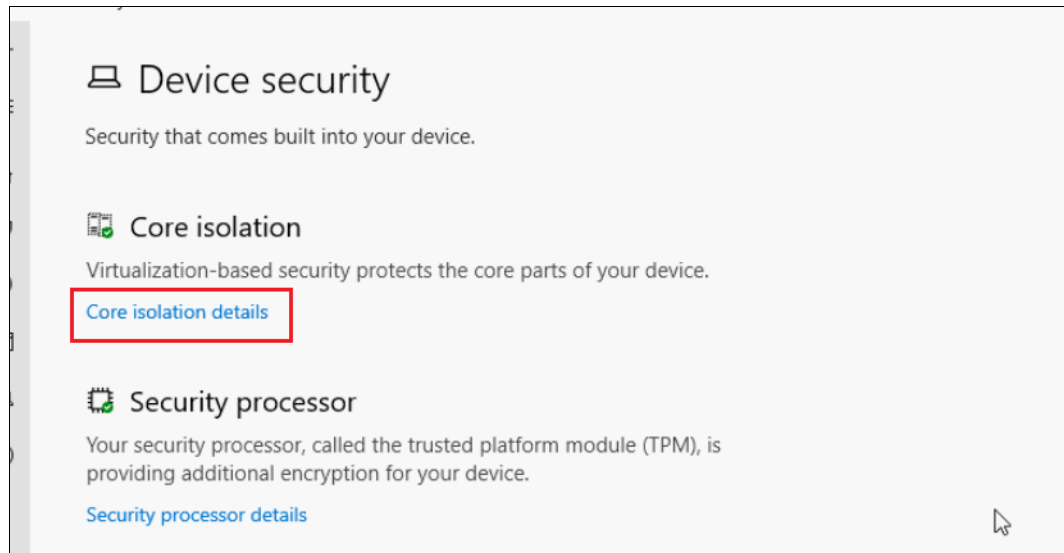 Device security
Security that comes built into your device.
Core isolation
Virtualization-based security protects the core parts of your device.
Core isolation details
Security processor
Your security processor, called the trusted platform module (TPM), is
providing additional encryption for your device.
Security processor details